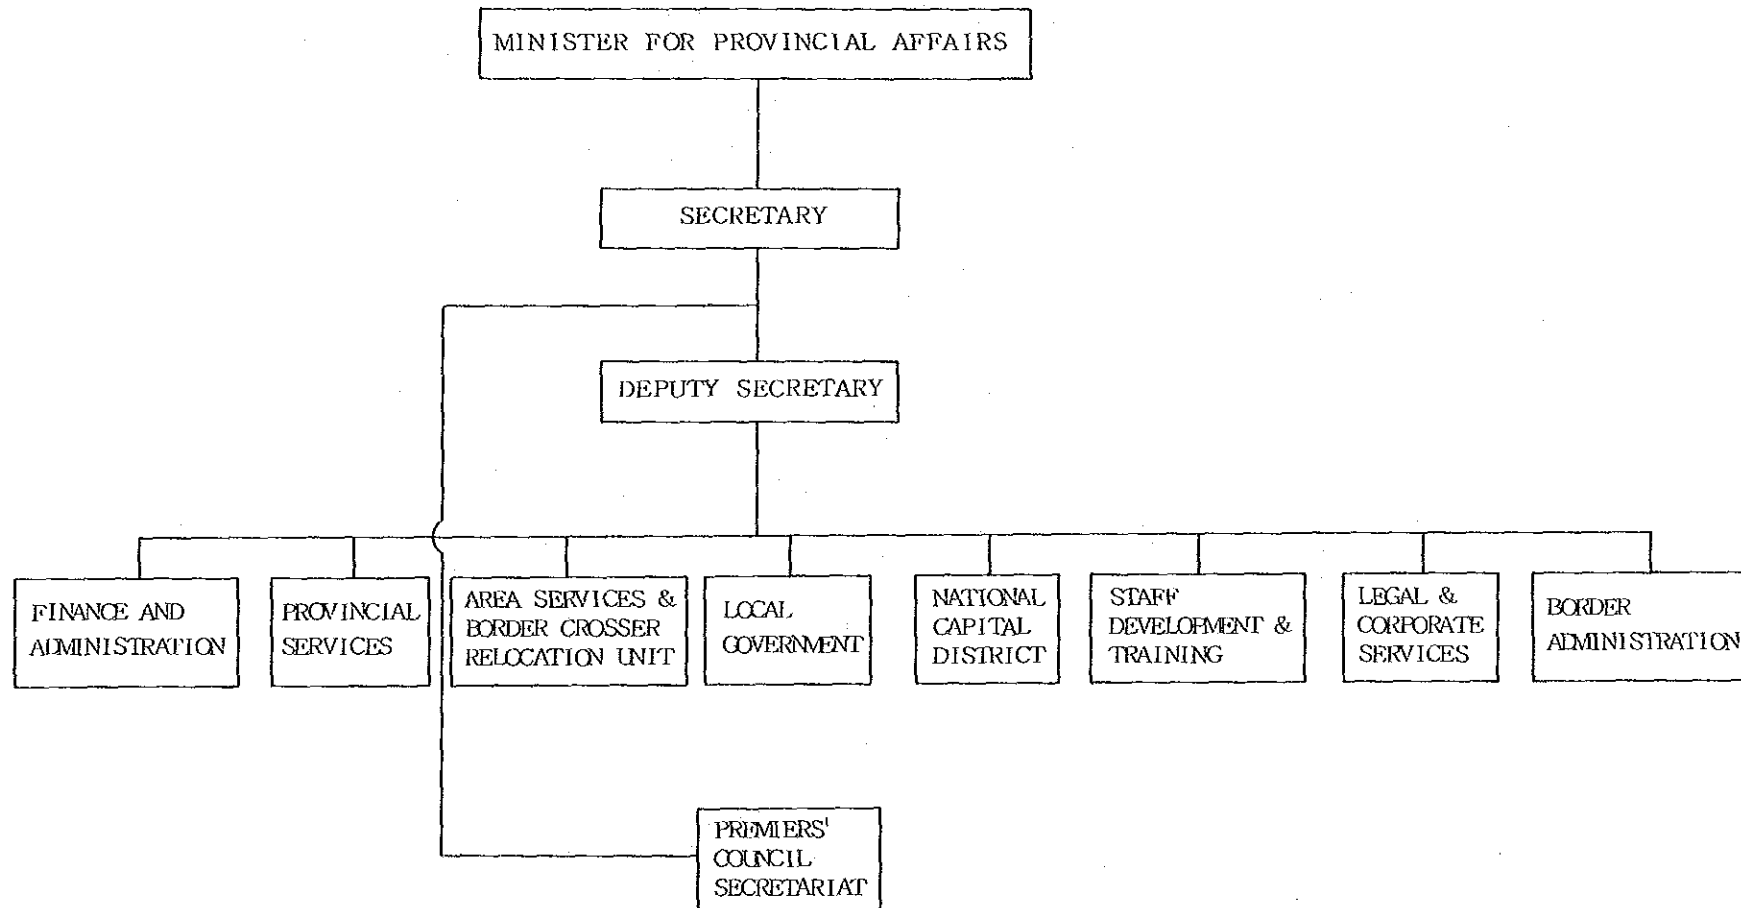 MINISTER FOR PROVINCIAL AFFAIRS
SECRETARY
DEPUTY SECRETARY
FINANCE AND
ADMINISTRATION
PROVINCIAL
SERVICES
AREA SERVICES &
BORDER CROSSER
RELOCATION UNIT
LOCAL
GOVERNMENT
NATIONAL
CAPITAL
DISTRICT
STAFF
DEVELOPMENT &
TRAINING
LEGAL &
CORPORATE
SERVICES
BORDER
ADMINISTRATION
PREMIERS'
COUNCIL
SECRETARIAT